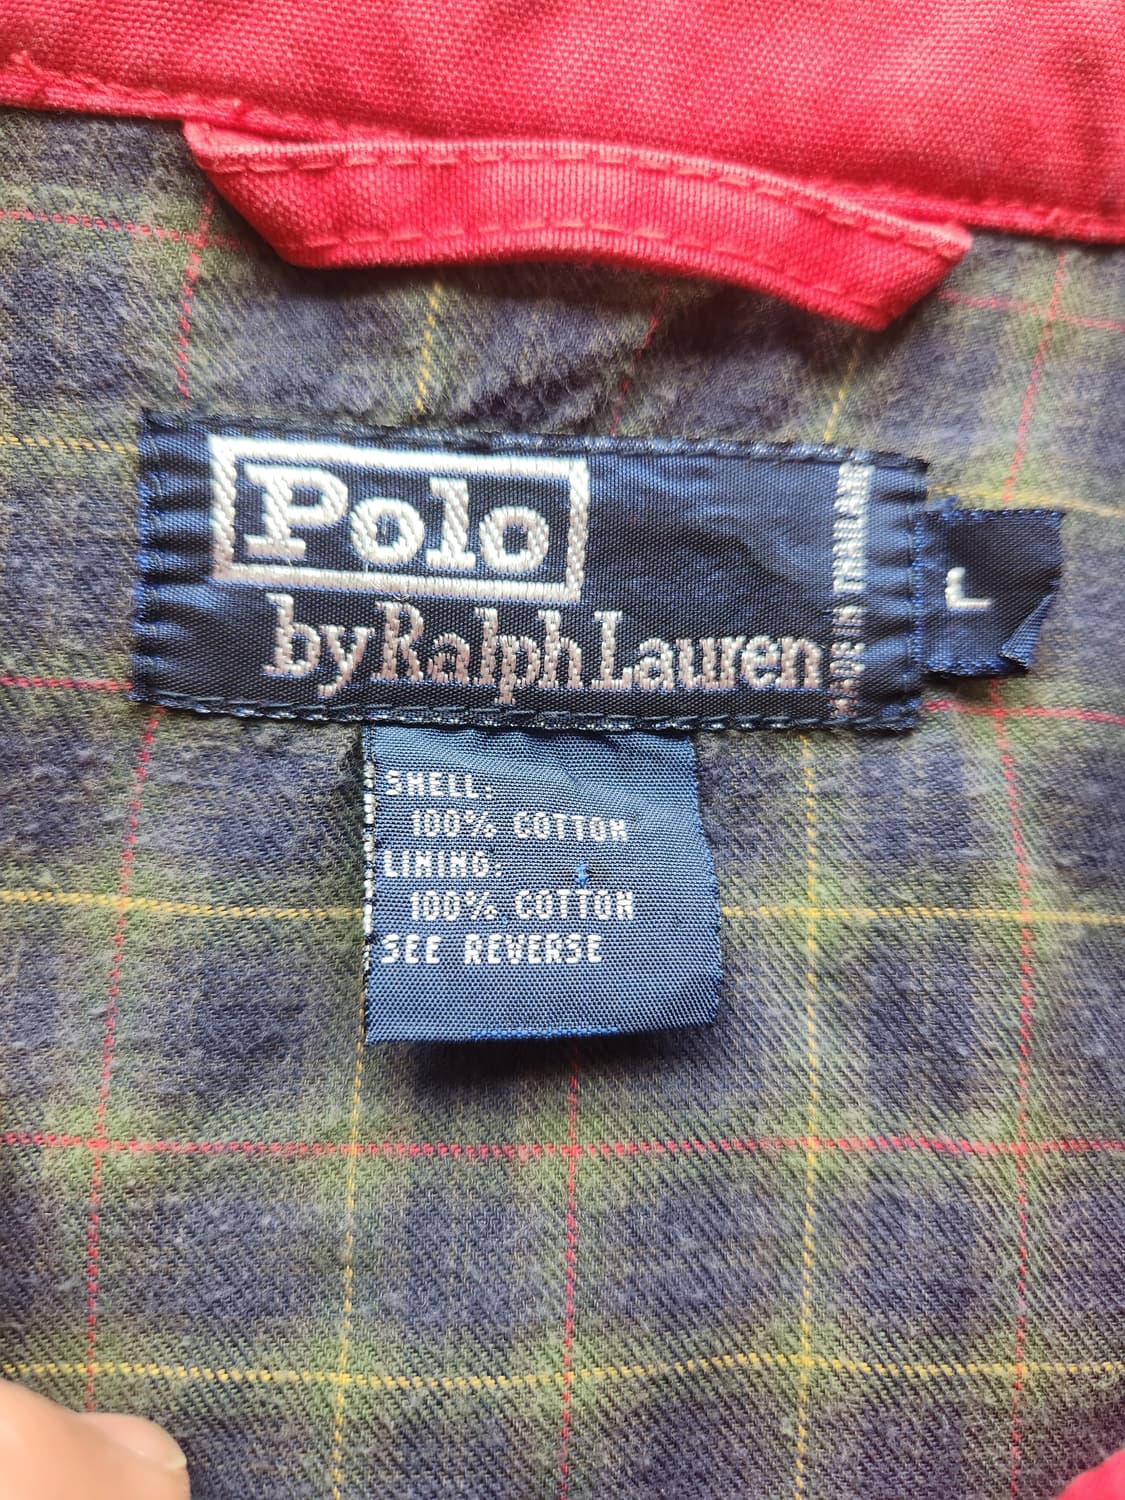 Polo
by Ralph Lauren
MADE IN THAILAND
L
SHELL:
100% COTTON
LINING:
100% COTTON
SEE REVERSE